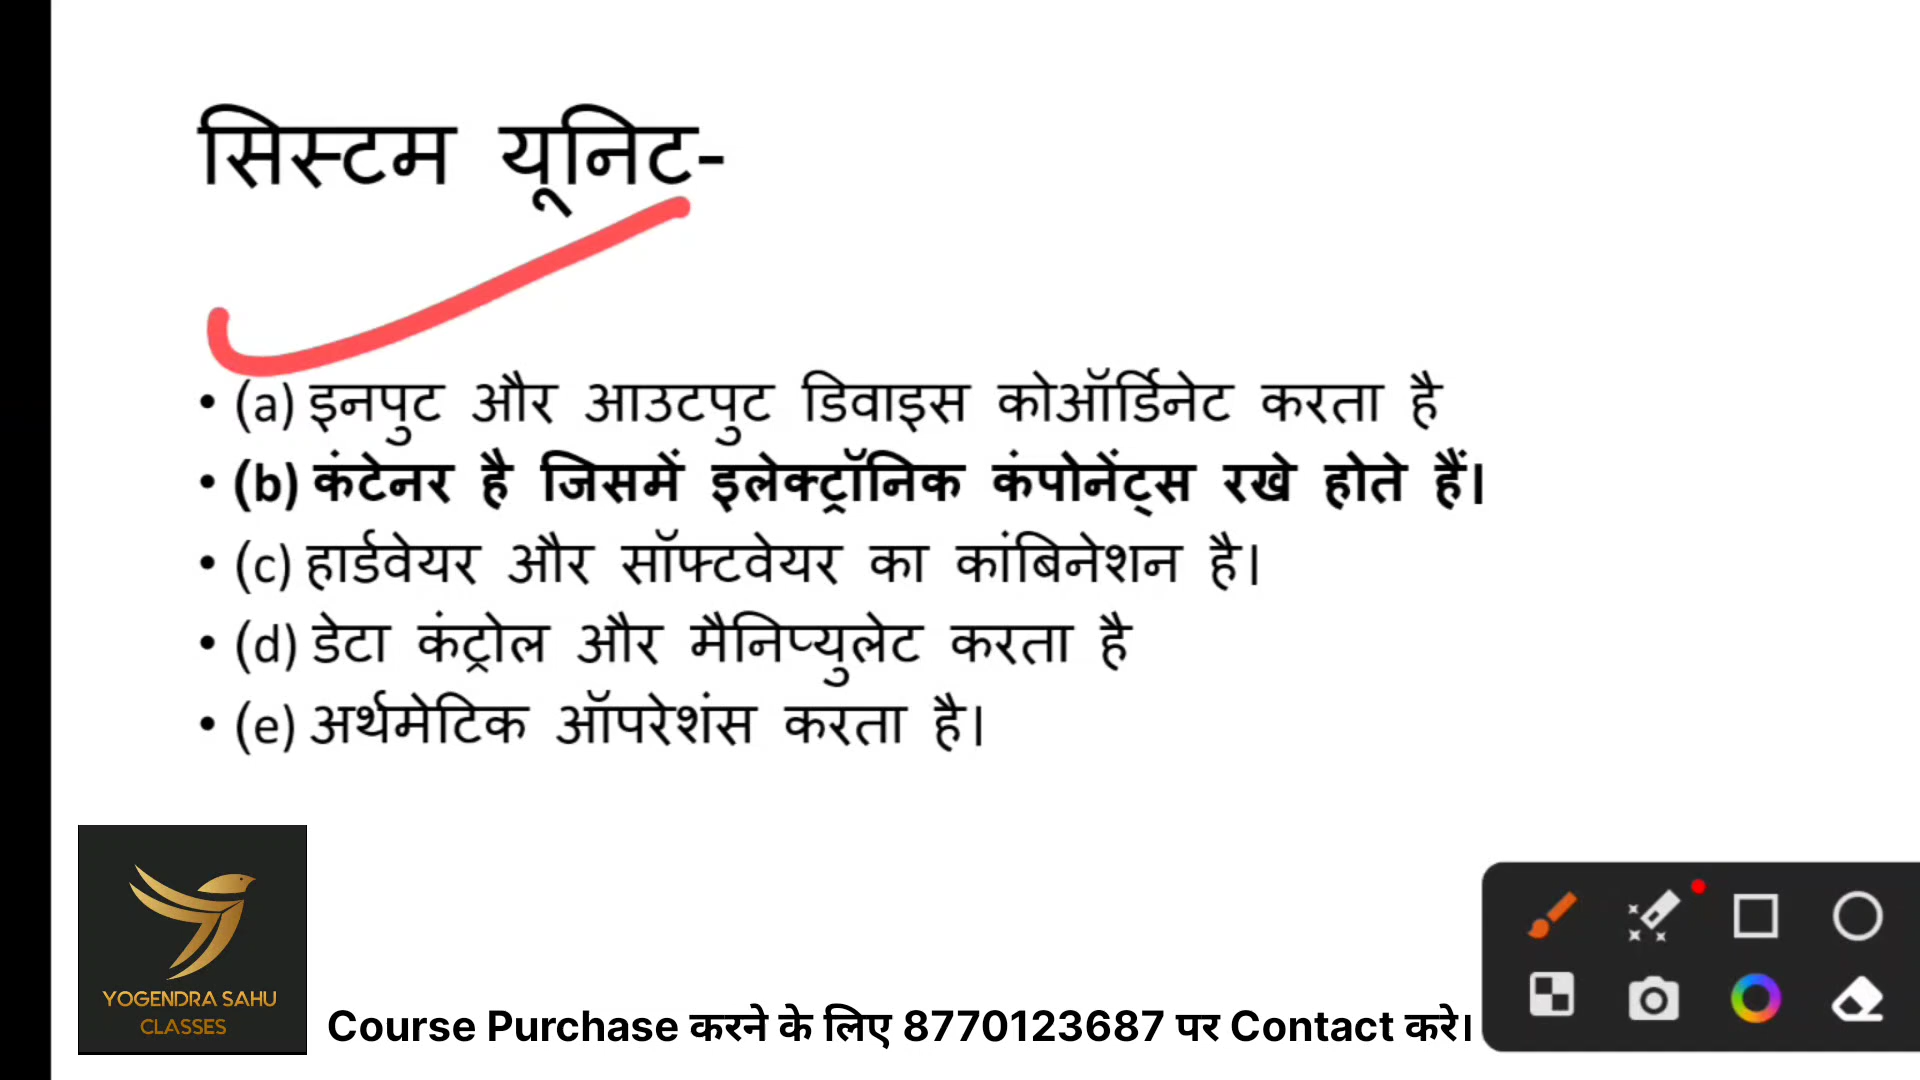 सिस्टम यूनिट-
• (a) इनपुट और आउटपुट डिवाइस कोऑर्डिनेट करता है
• (b) कंटेनर है जिसमें इलेक्ट्रॉनिक कंपोनेंट्स रखे होते हैं।
• (c) हार्डवेयर और सॉफ्टवेयर का कांबिनेशन है।
• (d) डेटा कंट्रोल और मैनिप्युलेट करता है
• (e) अर्थमेटिक ऑपरेशंस करता है।
YOGENDRA SAHU
CLASSES
Course Purchase करने के लिए 8770123687 पर Contact करे।